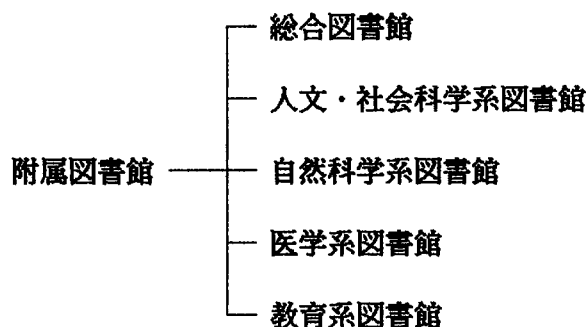 総合図書館
人文・社会科学系図書館
附属図書館
自然科学系図書館
医学系図書館
教育系図書館